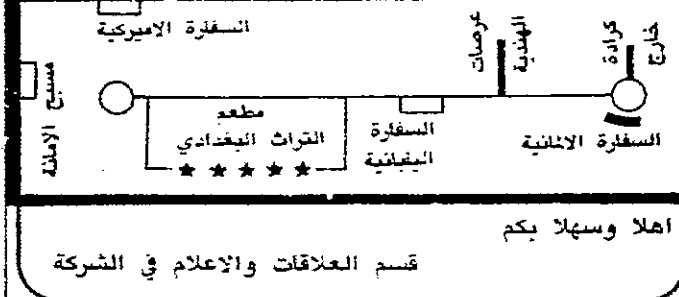 السفارة الاميركية
كرادة
خارج
عرصات
الهندية
مسبح الامانة
مطعم
التراث البغدادي
السفارة
اليابانية
السفارة الالمانية
اهلا وسهلا بكم
قسم العلاقات والاعلام في الشركة